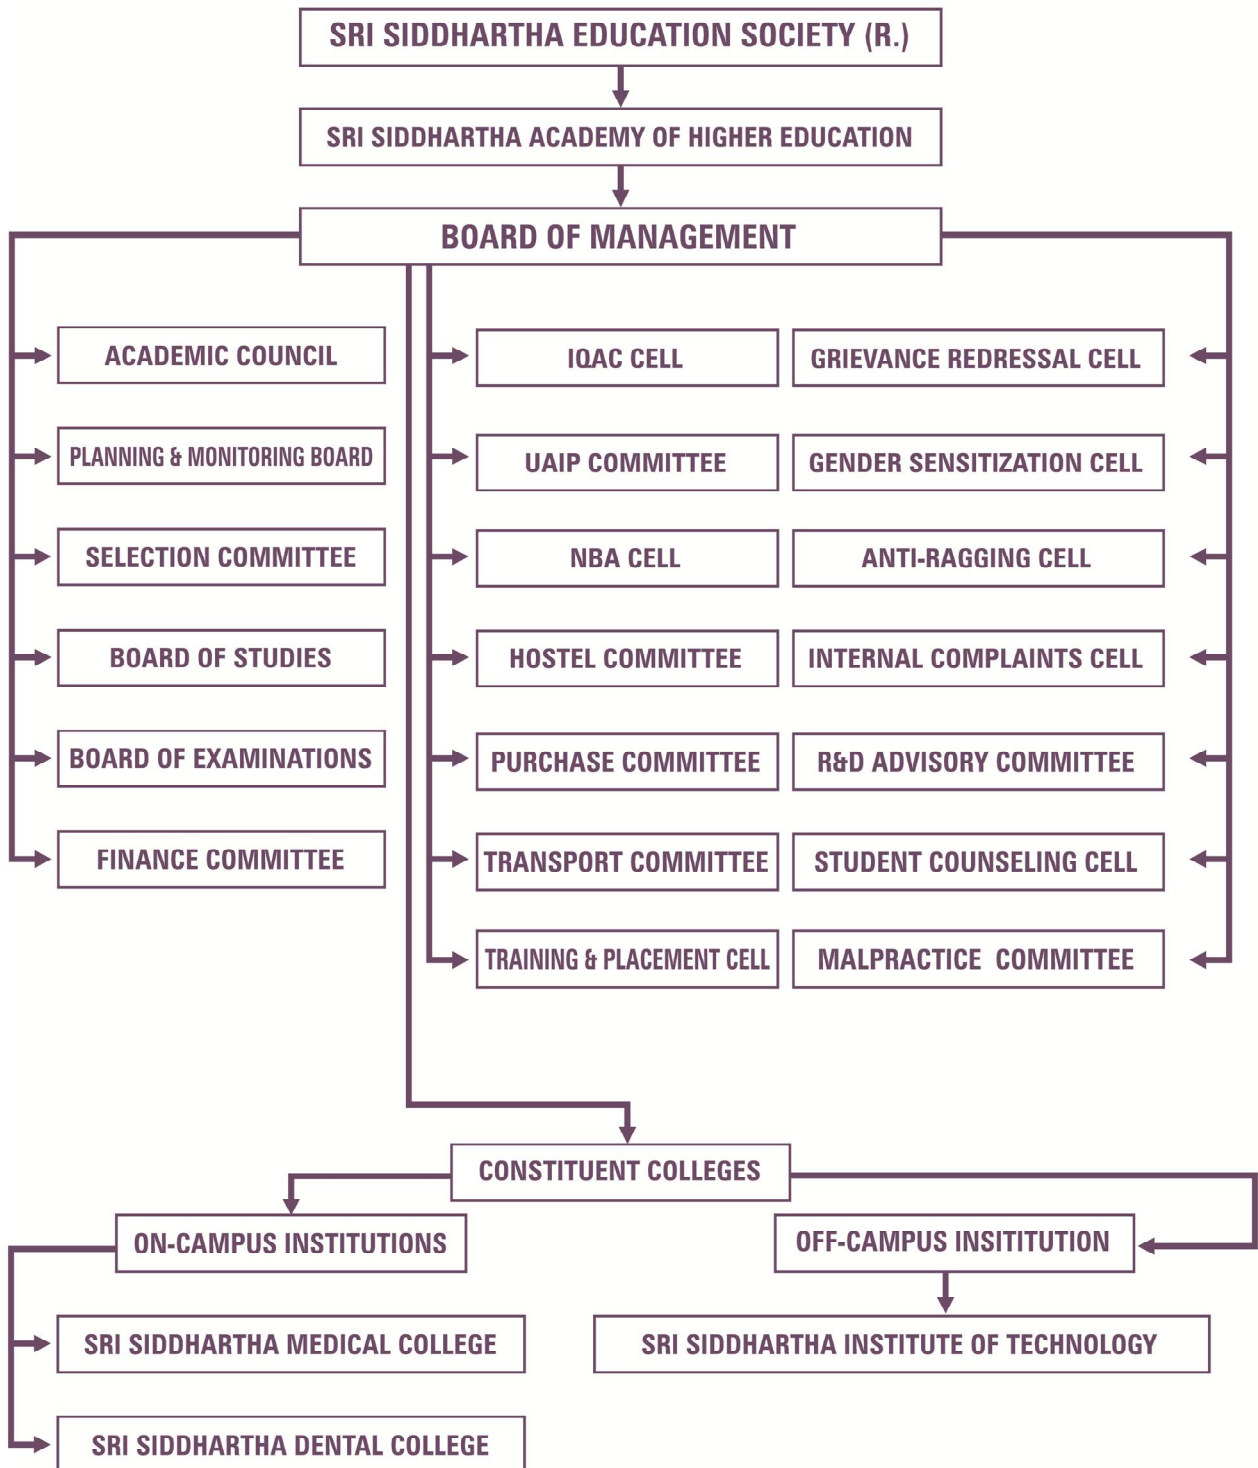 SRI SIDDHARTHA EDUCATION SOCIETY (R.)
SRI SIDDHARTHA ACADEMY OF HIGHER EDUCATION
BOARD OF MANAGEMENT
ACADEMIC COUNCIL
PLANNING & MONITORING BOARD
SELECTION COMMITTEE
BOARD OF STUDIES
BOARD OF EXAMINATIONS
FINANCE COMMITTEE
IQAC CELL
UAIP COMMITTEE
NBA CELL
HOSTEL COMMITTEE
PURCHASE COMMITTEE
TRANSPORT COMMITTEE
TRAINING & PLACEMENT CELL
GRIEVANCE REDRESSAL CELL
GENDER SENSITIZATION CELL
ANTI-RAGGING CELL
INTERNAL COMPLAINTS CELL
R&D ADVISORY COMMITTEE
STUDENT COUNSELING CELL
MALPRACTICE COMMITTEE
CONSTITUENT COLLEGES
ON-CAMPUS INSTITUTIONS
SRI SIDDHARTHA MEDICAL COLLEGE
SRI SIDDHARTHA DENTAL COLLEGE
OFF-CAMPUS INSITITUTION
SRI SIDDHARTHA INSTITUTE OF TECHNOLOGY